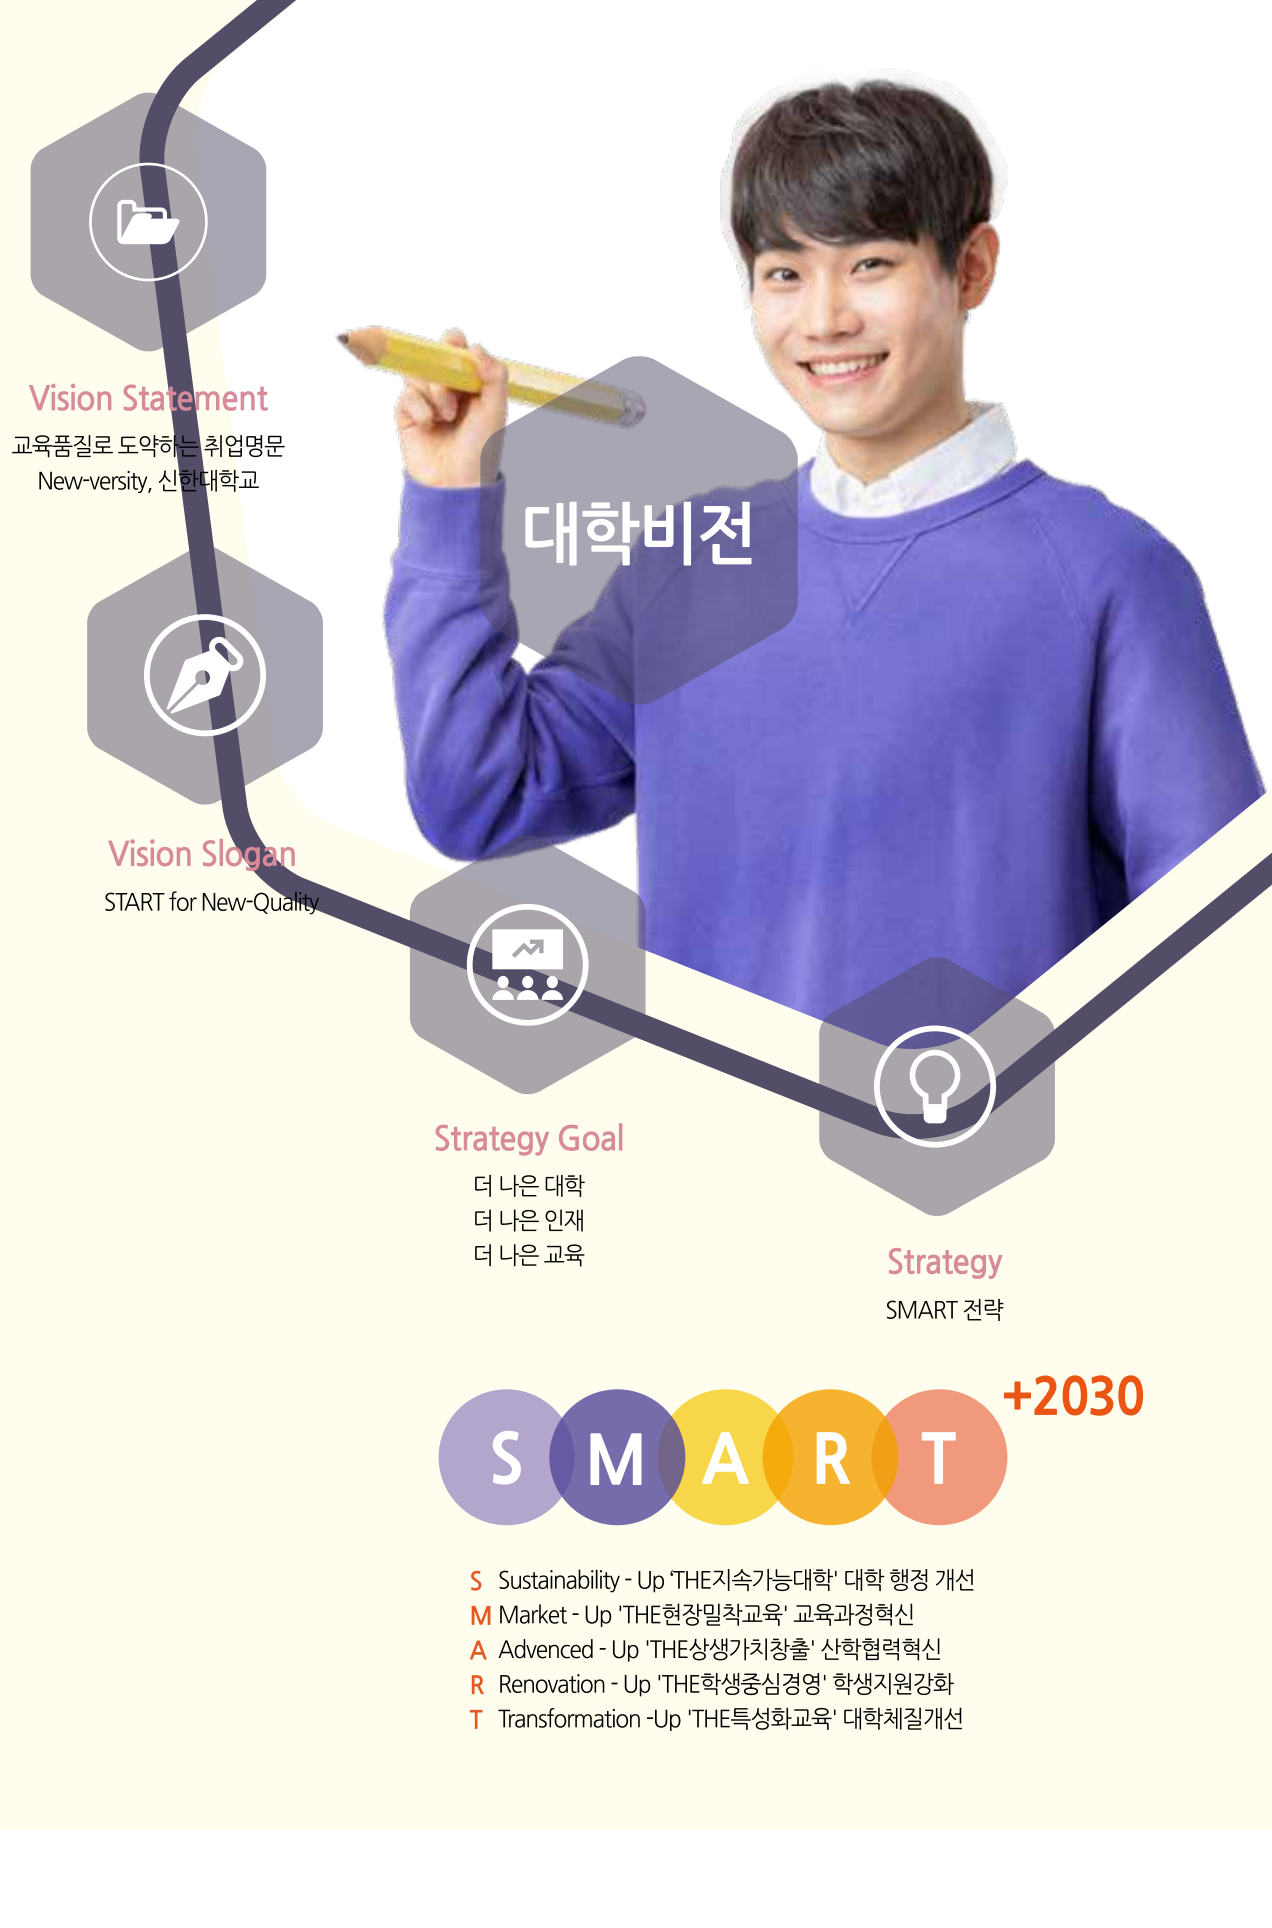 대학비전
Vision Statement
교육품질로 도약하는 취업명문
New-versity, 신한대학교
Vision Slogan
START for New-Quality
Strategy Goal
더 나은 대학
더 나은 인재
더 나은 교육
Strategy
SMART 전략
SMART +2030
S Sustainability - Up ‘THE지속가능대학' 대학 행정 개선
M Market - Up 'THE현장밀착교육' 교육과정혁신
A Advenced - Up 'THE상생가치창출' 산학협력혁신
R Renovation - Up 'THE학생중심경영' 학생지원강화
T Transformation -Up 'THE특성화교육' 대학체질개선